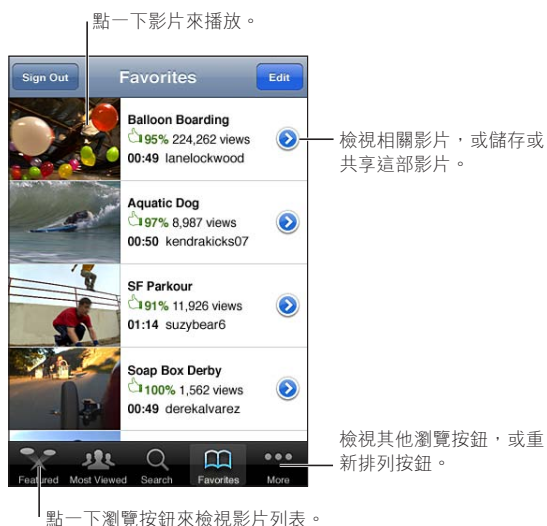 點一下影片來播放。
Sign Out
Favorites
Edit
Balloon Boarding
95% 224,262 views
00:49 lanelockwood
檢視相關影片，或儲存或
共享這部影片。
Aquatic Dog
97% 8,987 views
00:50 kendrakicks07
SF Parkour
91% 11,926 views
01:14 suzybear6
Soap Box Derby
100% 1,562 views
00:49 derekalvarez
檢視其他瀏覽按鈕，或重
新排列按鈕。
Featured
Most Viewed
Search
Favorites
More
點一下瀏覽按鈕來檢視影片列表。